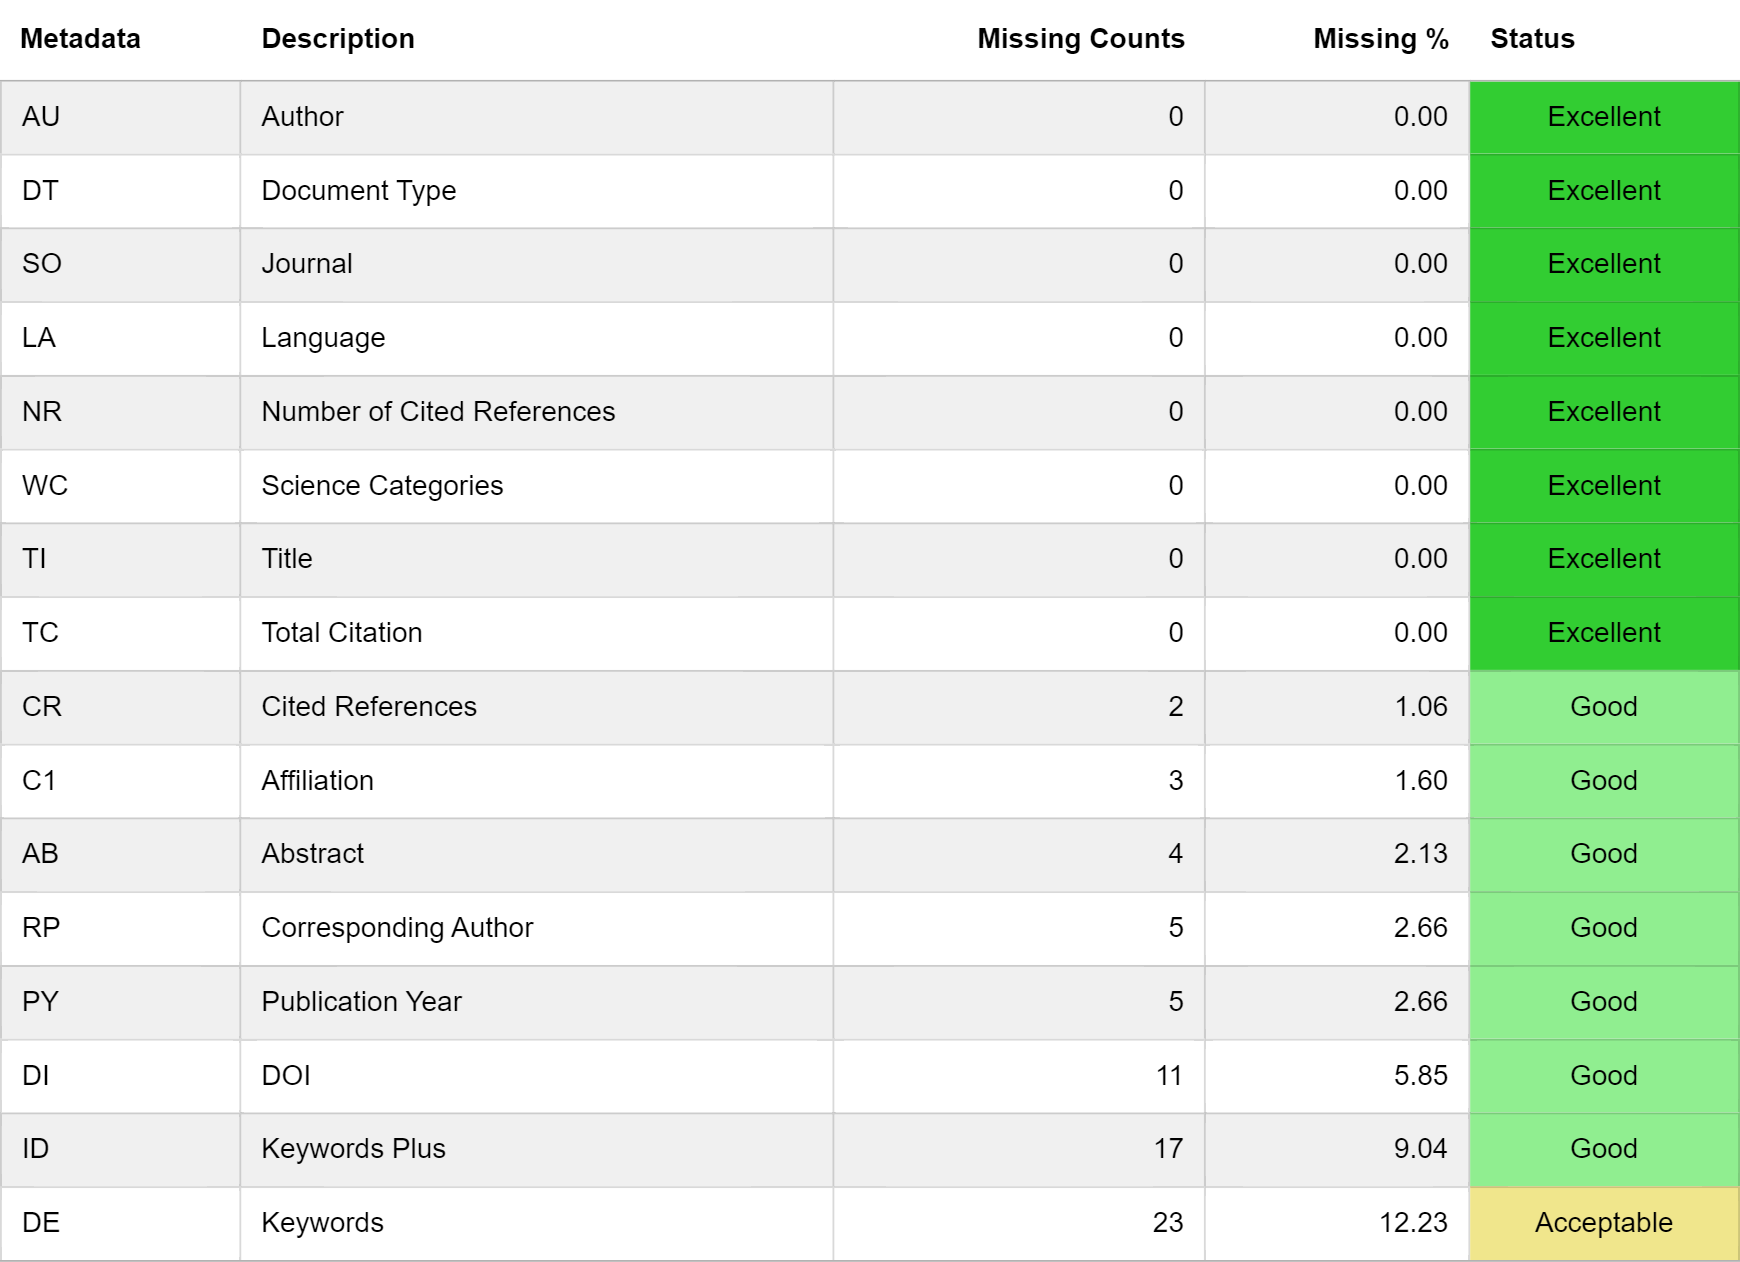 Metadata Description Missing Counts Missing % Status
AU Author 0 0.00 Excellent
DT Document Type 0 0.00 Excellent
SO Journal 0 0.00 Excellent
LA Language 0 0.00 Excellent
NR Number of Cited References 0 0.00 Excellent
WC Science Categories 0 0.00 Excellent
TI Title 0 0.00 Excellent
TC Total Citation 0 0.00 Excellent
CR Cited References 2 1.06 Good
C1 Affiliation 3 1.60 Good
AB Abstract 4 2.13 Good
RP Corresponding Author 5 2.66 Good
PY Publication Year 5 2.66 Good
DI DOI 11 5.85 Good
ID Keywords Plus 17 9.04 Good
DE Keywords 23 12.23 Acceptable